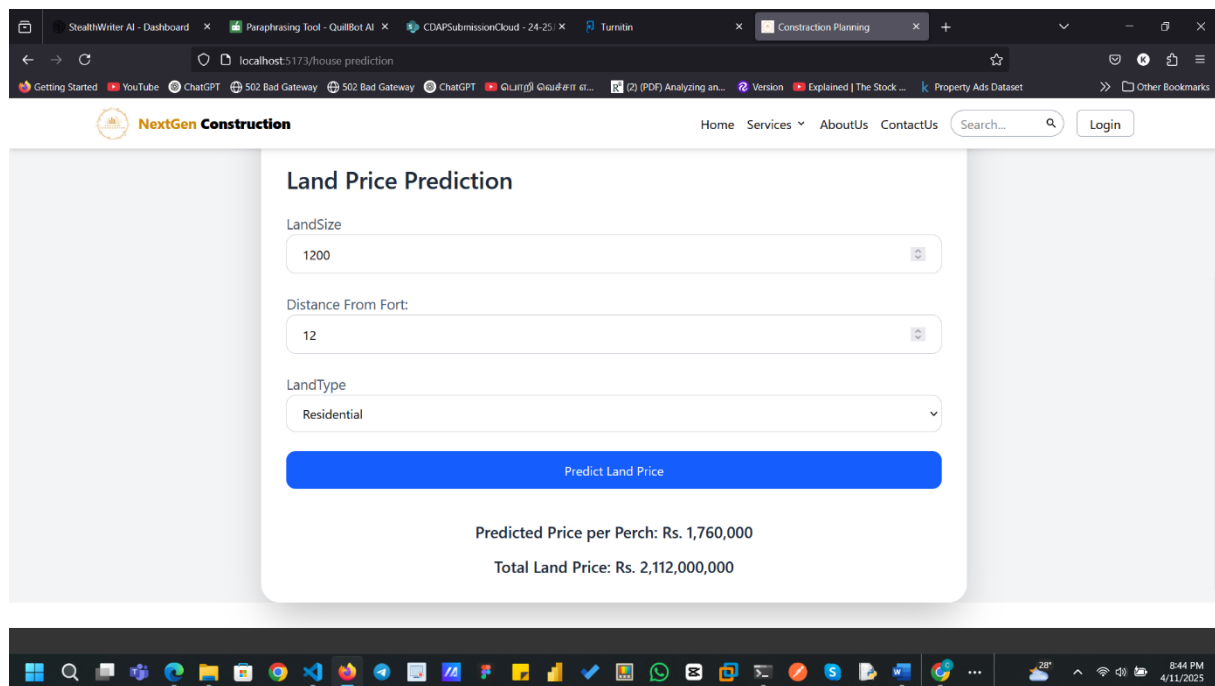 StealthWriter AI - Dashboard
Paraphrasing Tool - QuillBot AI
CDAPSubmissionCloud - 24-25
Turnitin
Constraction Planning
localhost:5173/house prediction
Getting Started
YouTube
ChatGPT
502 Bad Gateway
502 Bad Gateway
ChatGPT
பொறி வெச்சா எ...
(2) (PDF) Analyzing an...
Version
Explained | The Stock ...
Property Ads Dataset
Other Bookmarks
NextGen Construction
Home Services AboutUs ContactUs Search... Login
Land Price Prediction
LandSize
1200
Distance From Fort:
12
LandType
Residential
Predict Land Price
Predicted Price per Perch: Rs. 1,760,000
Total Land Price: Rs. 2,112,000,000
28°
8:44 PM
4/11/2025